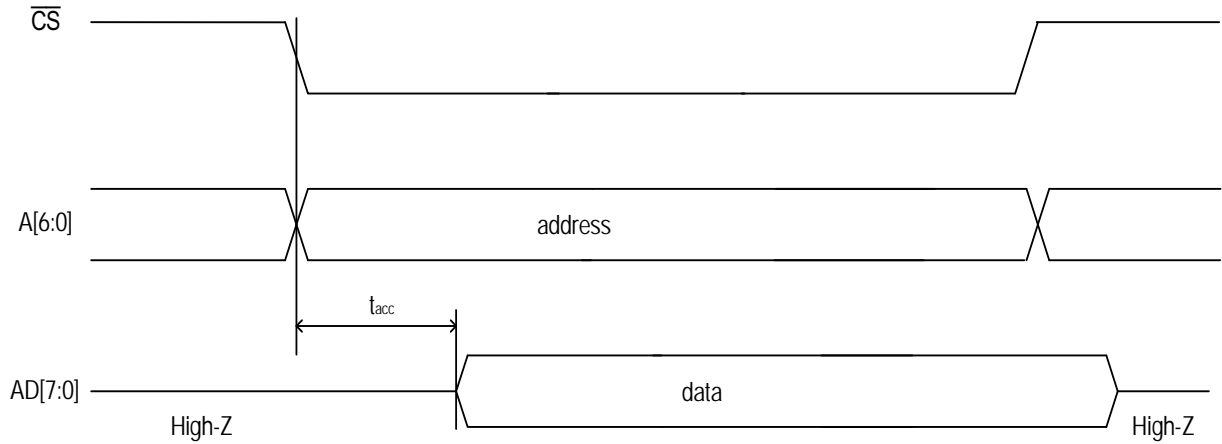 CS
A[6:0]
address
tacc
AD[7:0]
data
High-Z
High-Z